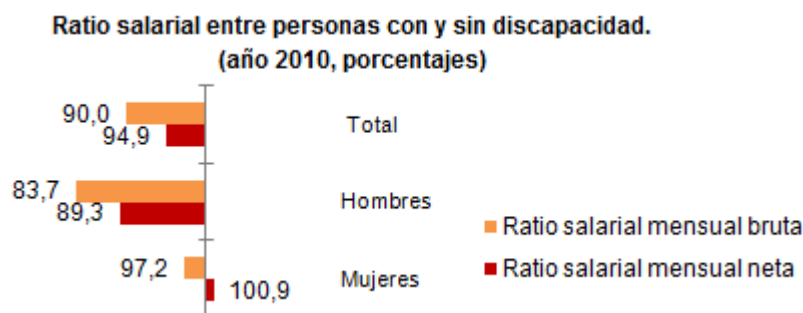 Ratio salarial entre personas con y sin discapacidad.
(año 2010, porcentajes)
90,0
Total
94,9
83,7
Hombres
89,3
Ratio salarial mensual bruta
97,2
Mujeres
Ratio salarial mensual neta
100,9